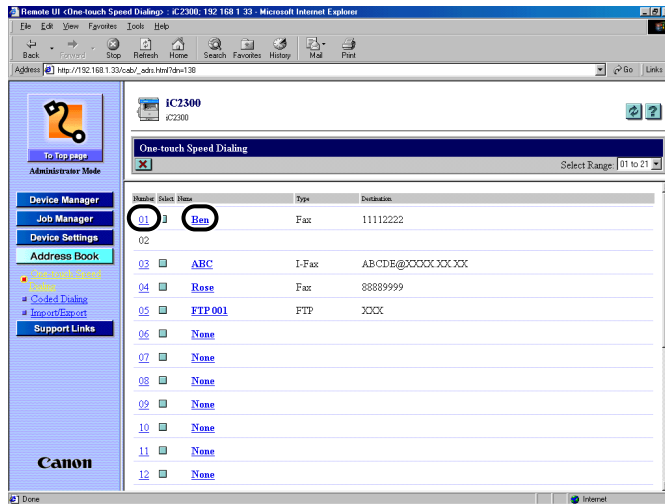 Remote UI <One-touch Speed Dialing> : iC2300; 192 168 1 33 - Microsoft Internet Explorer
File Edit View Favorites Tools Help
Back Forward Stop Refresh Home Search Favorites History Mail Print
Address http://192.168.1.33/cab/_adrs.html?dn=138 Go Links
To Top page
Administrator Mode
Device Manager
Job Manager
Device Settings
Address Book
One-touch Speed
Dialing
Coded Dialing
Import/Export
Support Links
Canon
iC2300
iC2300
One-touch Speed Dialing
Select Range: 01 to 21
Number Select Name Type Destination
01 Ben Fax 11112222
02
03 ABC I-Fax ABCDE@XXXX.XX.XX
04 Rose Fax 88889999
05 FTP001 FTP XXX
06 None
07 None
08 None
09 None
10 None
11 None
12 None
Done Internet